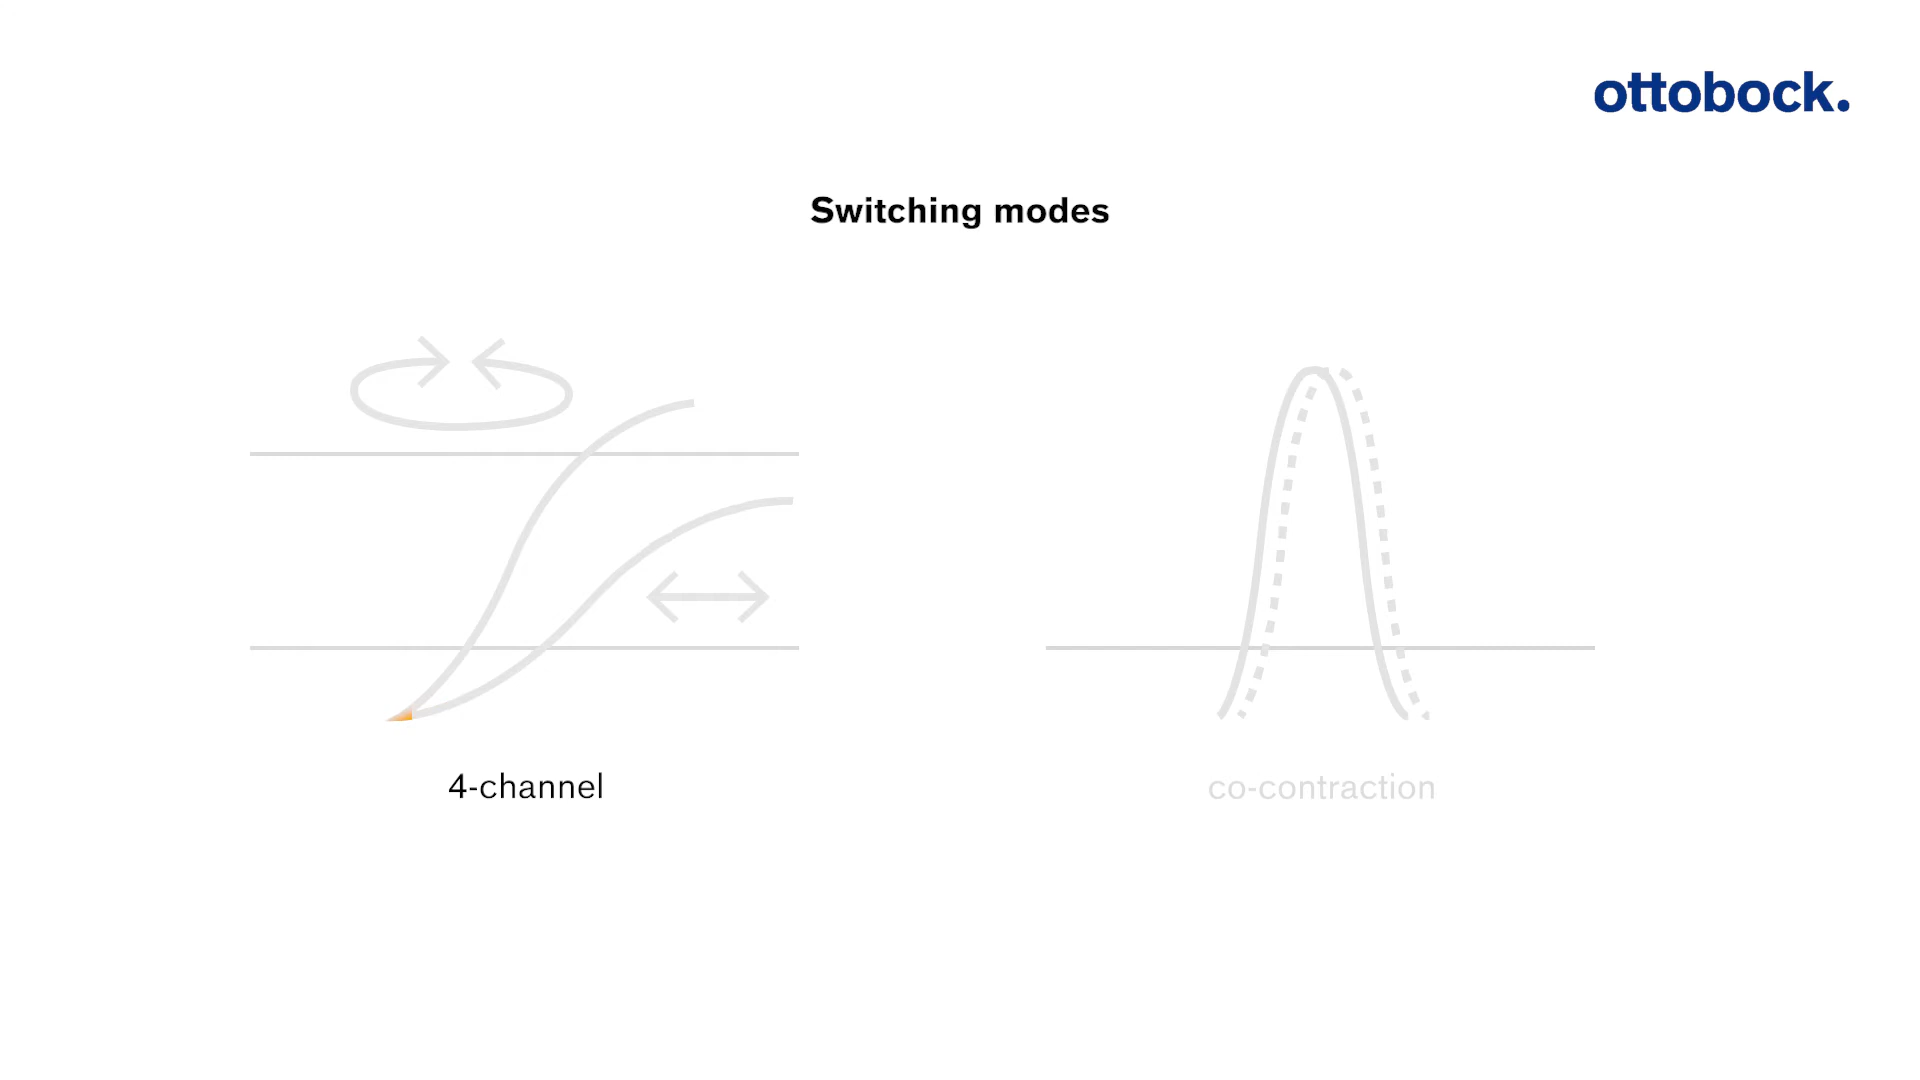 ottobock.
Switching modes
4-channel
co-contraction